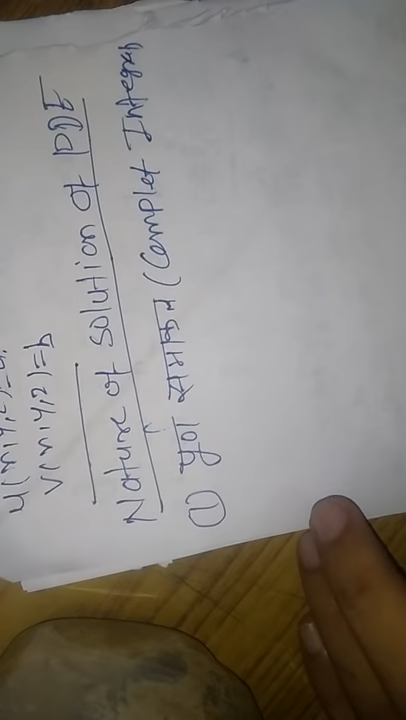 u(x,y,z)=a,
v(x,y,z)=b
Nature of solution of PDE
(1) पूर्ण समाकल (Complet Integral